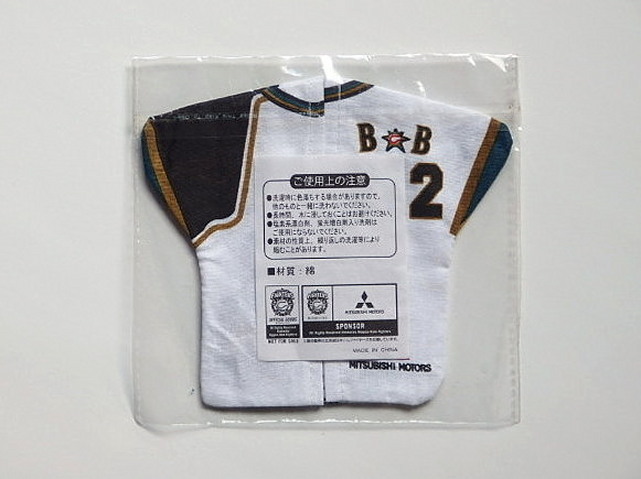 B★B
2
ご使用上の注意
●洗濯時に色落ちする場合がありますので、
他のものと一緒に洗わないでください。
●長時間、水に浸しておくことはお避けください。
●塩素系漂白剤、蛍光増白剤入り洗剤は
ご使用にならないでください。
●素材の性質上、繰り返しの洗濯等により
縮むことがあります。
■材質：綿
FIGHTERS
FIGHTERS
MITSUBISHI MOTORS
OFFICIAL GOODS
SPONSOR
NOT FOR SALE
MADE IN CHINA
MITSUBISHI MOTORS